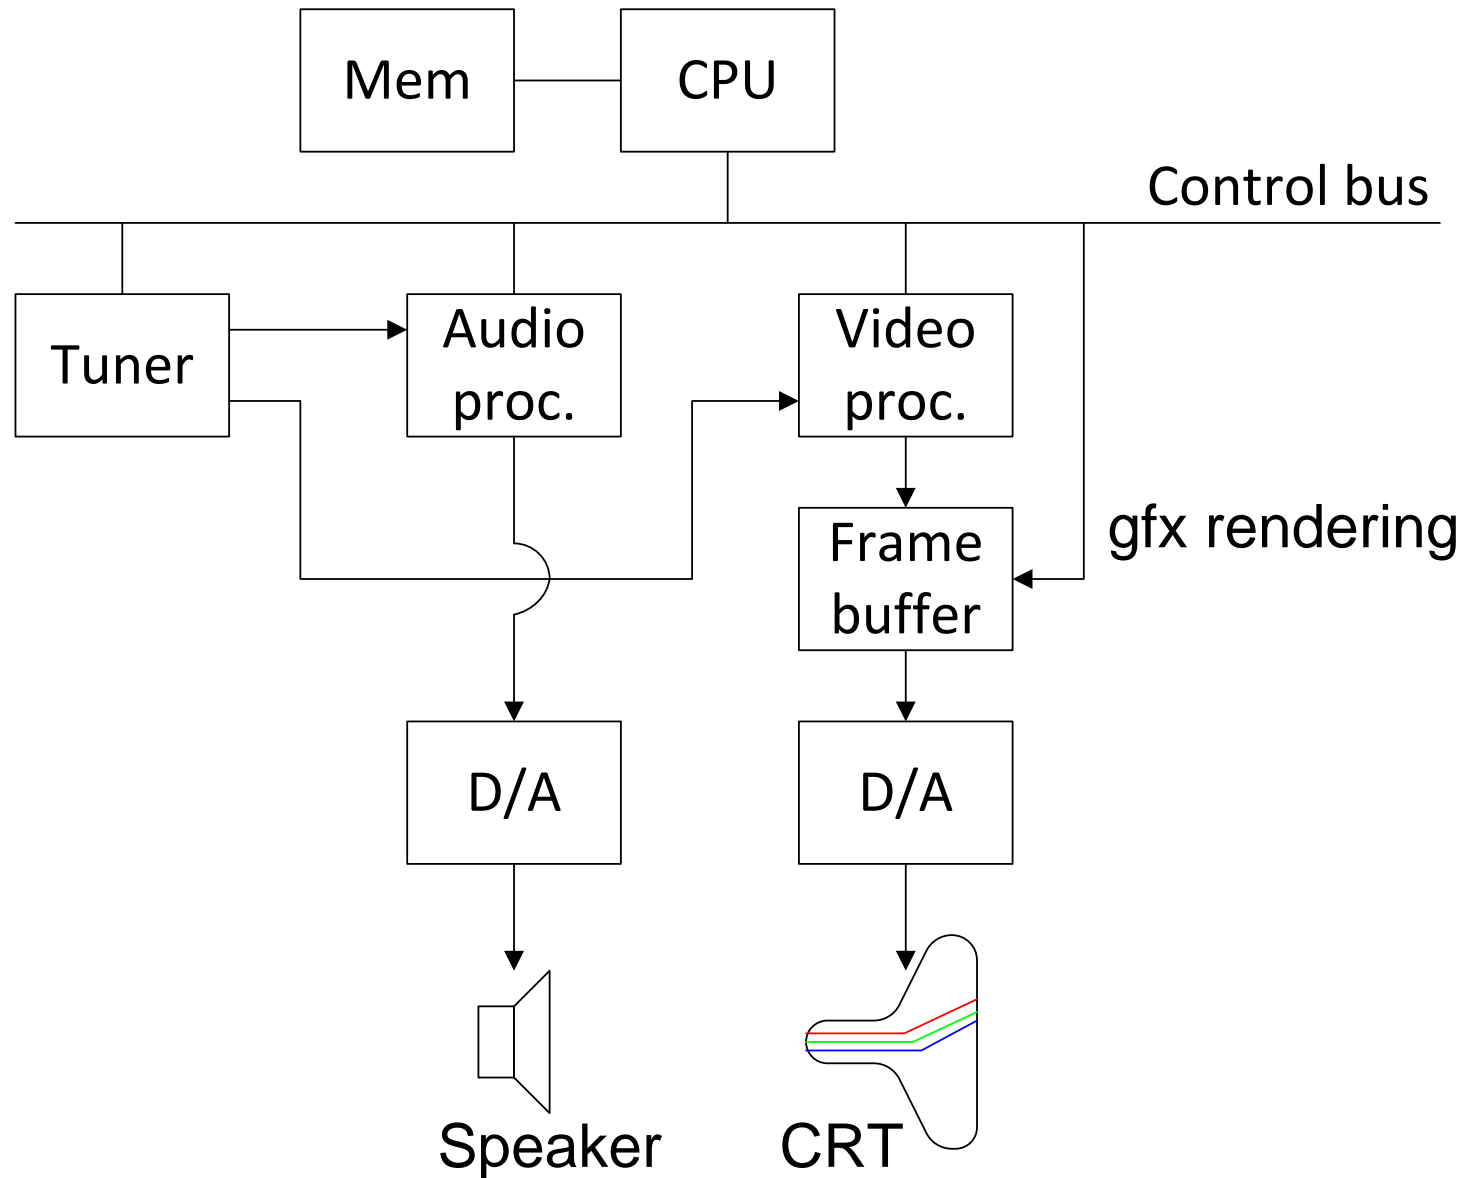 Mem
CPU
Control bus
Tuner
Audio
proc.
Video
proc.
Frame
buffer
gfx rendering
D/A
D/A
Speaker
CRT